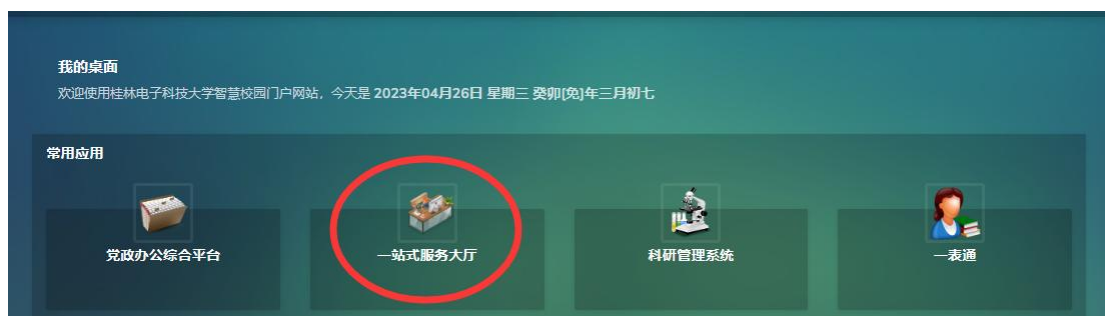 我的桌面
欢迎使用桂林电子科技大学智慧校园门户网站，今天是 2023年04月26日 星期三 癸卯[免]年三月初七
常用应用
党政办公综合平台
一站式服务大厅
科研管理系统
一表通